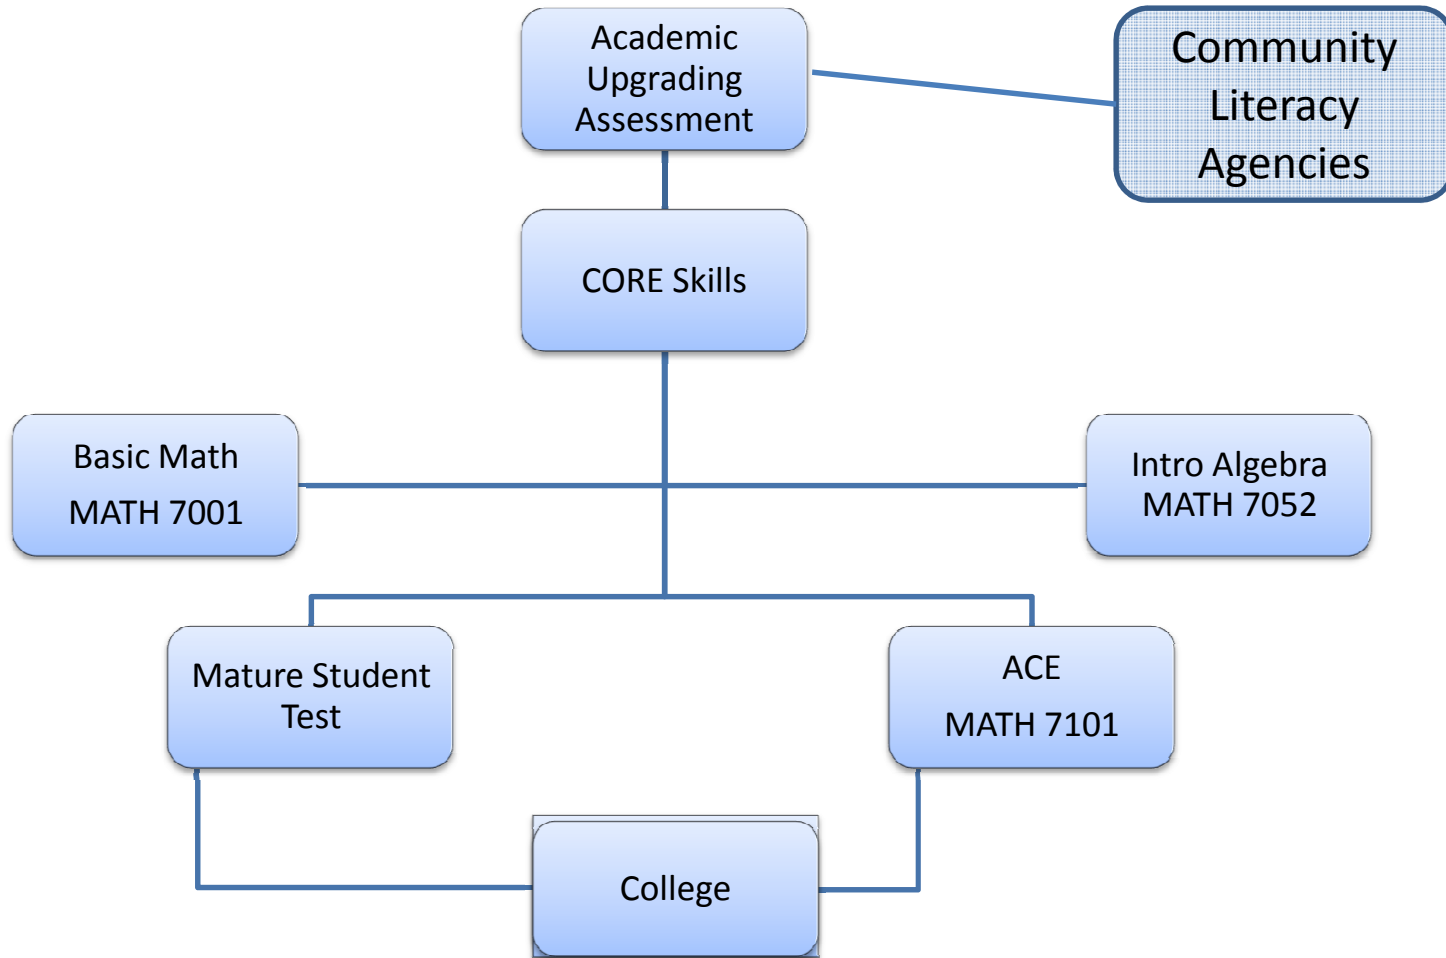 Academic
Upgrading
Assessment
Community
Literacy
Agencies
CORE Skills
Basic Math
MATH 7001
Intro Algebra
MATH 7052
Mature Student
Test
ACE
MATH 7101
College